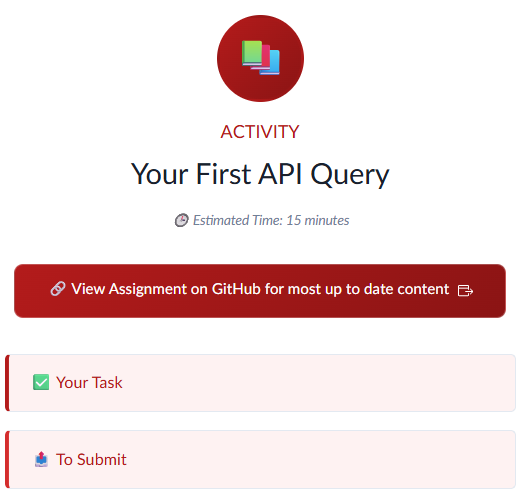 ACTIVITY
Your First API Query
Estimated Time: 15 minutes
View Assignment on GitHub for most up to date content
Your Task
To Submit